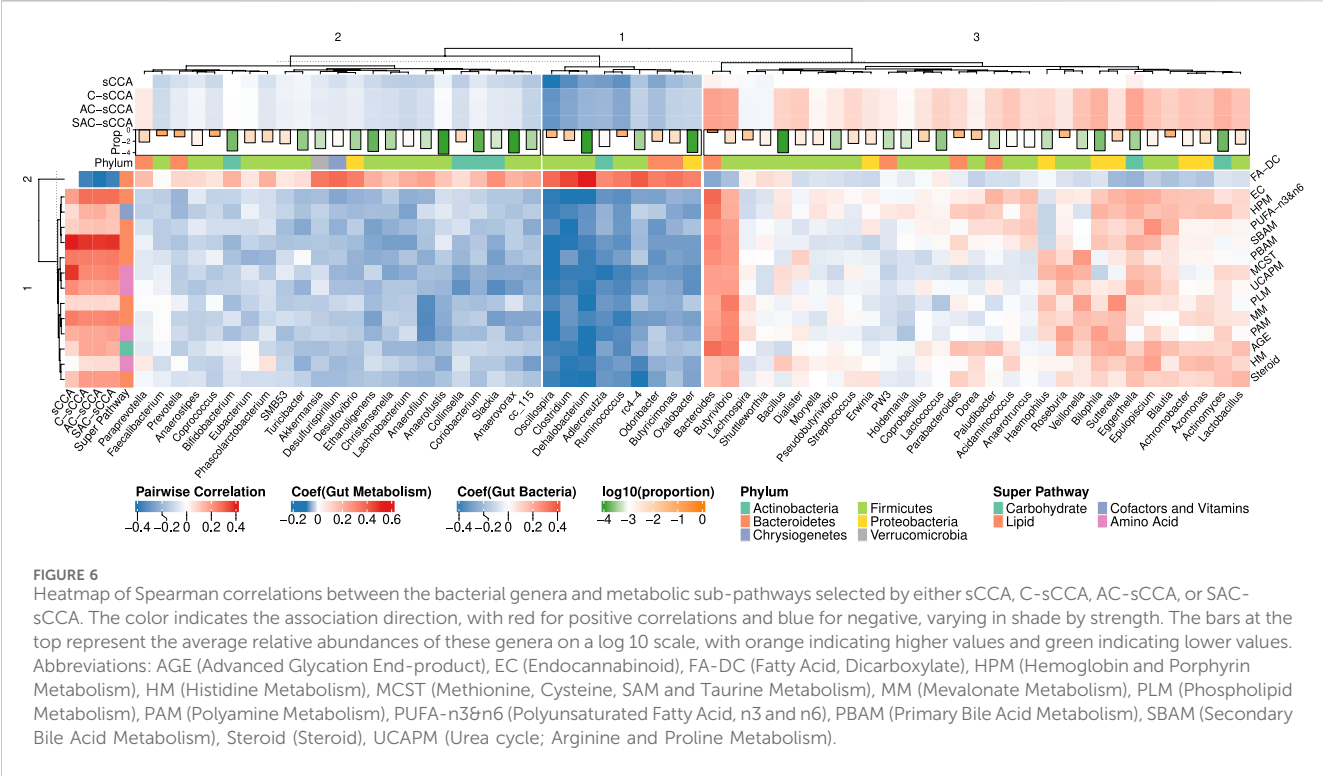 2 1 3
sCCA
C-sCCA
AC-sCCA
SAC-sCCA
Prop
0
-2
-4
Phylum
2
1
FA-DC
EC
HPM
PUFA-n3&n6
SBAM
PBAM
MCST
UCAPM
PLM
MM
PAM
AGE
HM
Steroid
sCCA
C-sCCA
AC-sCCA
SAC-sCCA
Super Pathway
Paraprevotella
Faecalibacterium
Prevotella
Anaerostipes
Coprococcus
Bifidobacterium
Eubacterium
Phascolarctobacterium
SMB53
Turicibacter
Akkermansia
Desulfurispirillum
Desulfovibrio
Ethanoligenens
Christensenella
Lachnobacterium
Anaerofilum
Anaerofustis
Collinsella
Coriobacterium
Slackia
Anaerovorax
cc_115
Oscillospira
Clostridium
Dehalobacterium
Adlercreutzia
Ruminococcus
rc4-4
Odoribacter
Butyricimonas
Oxalobacter
Bacteroides
Butyrivibrio
Lachnospira
Shuttleworthia
Bacillus
Dialister
Moryella
Pseudobutyrivibrio
Streptococcus
Erwinia
PW3
Holdemania
Coprobacillus
Lactococcus
Parabacteroides
Dorea
Paludibacter
Acidaminococcus
Anaerotruncus
Haemophilus
Roseburia
Veillonella
Bilophila
Sutterella
Eggerthella
Epulopiscium
Blautia
Achromobacter
Azomonas
Actinomyces
Lactobacillus
Pairwise Correlation
-0.4 -0.2 0 0.2 0.4
Coef(Gut Metabolism)
-0.2 0 0.2 0.4 0.6
Coef(Gut Bacteria)
-0.4 -0.2 0 0.2 0.4
log10(proportion)
-4 -3 -2 -1 0
Phylum
Actinobacteria Firmicutes
Bacteroidetes Proteobacteria
Chrysiogenetes Verrucomicrobia
Super Pathway
Carbohydrate Cofactors and Vitamins
Lipid Amino Acid
FIGURE 6
Heatmap of Spearman correlations between the bacterial genera and metabolic sub-pathways selected by either sCCA, C-sCCA, AC-sCCA, or SAC-
sCCA. The color indicates the association direction, with red for positive correlations and blue for negative, varying in shade by strength. The bars at the
top represent the average relative abundances of these genera on a log 10 scale, with orange indicating higher values and green indicating lower values.
Abbreviations: AGE (Advanced Glycation End-product), EC (Endocannabinoid), FA-DC (Fatty Acid, Dicarboxylate), HPM (Hemoglobin and Porphyrin
Metabolism), HM (Histidine Metabolism), MCST (Methionine, Cysteine, SAM and Taurine Metabolism), MM (Mevalonate Metabolism), PLM (Phospholipid
Metabolism), PAM (Polyamine Metabolism), PUFA-n3&n6 (Polyunsaturated Fatty Acid, n3 and n6), PBAM (Primary Bile Acid Metabolism), SBAM (Secondary
Bile Acid Metabolism), Steroid (Steroid), UCAPM (Urea cycle; Arginine and Proline Metabolism).